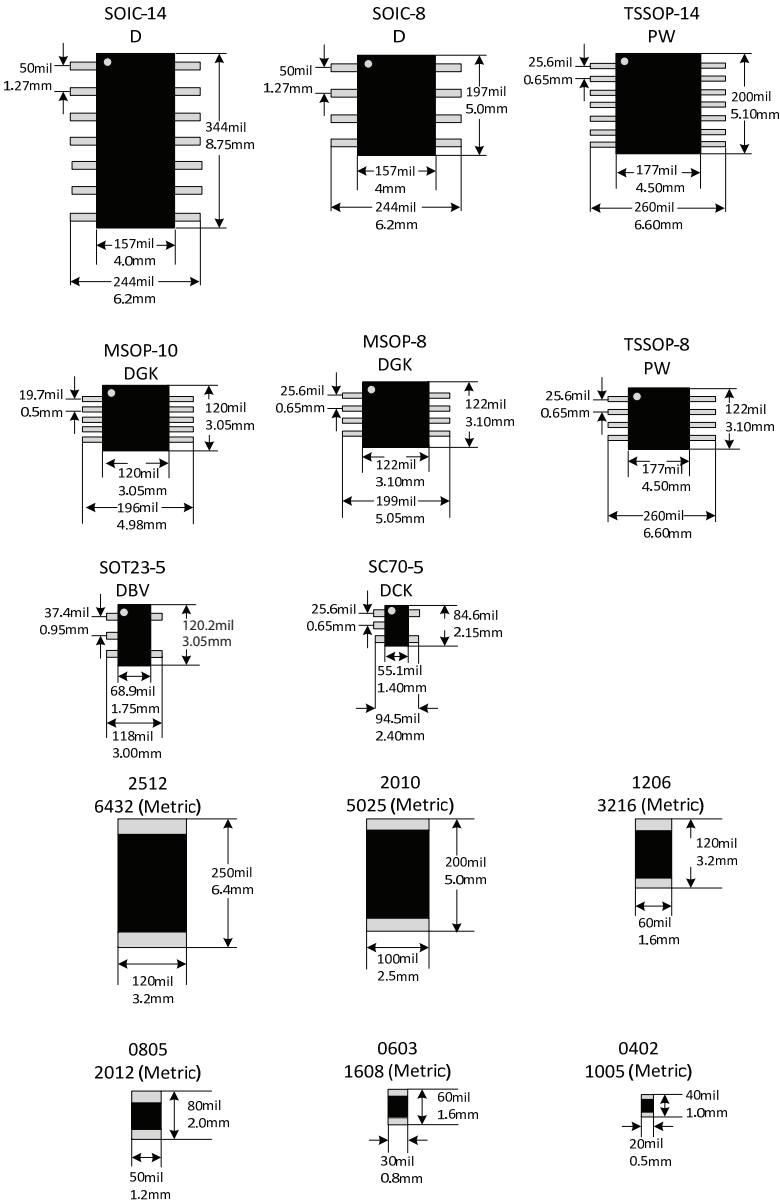 SOIC-14
D
50mil
1.27mm
344mil
8.75mm
157mil
4.0mm
244mil
6.2mm
SOIC-8
D
50mil
1.27mm
197mil
5.0mm
157mil
4mm
244mil
6.2mm
TSSOP-14
PW
25.6mil
0.65mm
200mil
5.10mm
177mil
4.50mm
260mil
6.60mm
MSOP-10
DGK
19.7mil
0.5mm
120mil
3.05mm
120mil
3.05mm
196mil
4.98mm
MSOP-8
DGK
25.6mil
0.65mm
122mil
3.10mm
122mil
3.10mm
199mil
5.05mm
TSSOP-8
PW
25.6mil
0.65mm
122mil
3.10mm
177mil
4.50mm
260mil
6.60mm
SOT23-5
DBV
37.4mil
0.95mm
120.2mil
3.05mm
68.9mil
1.75mm
118mil
3.00mm
SC70-5
DCK
25.6mil
0.65mm
84.6mil
2.15mm
55.1mil
1.40mm
94.5mil
2.40mm
2512
6432 (Metric)
250mil
6.4mm
120mil
3.2mm
2010
5025 (Metric)
200mil
5.0mm
100mil
2.5mm
1206
3216 (Metric)
120mil
3.2mm
60mil
1.6mm
0805
2012 (Metric)
80mil
2.0mm
50mil
1.2mm
0603
1608 (Metric)
60mil
1.6mm
30mil
0.8mm
0402
1005 (Metric)
40mil
1.0mm
20mil
0.5mm